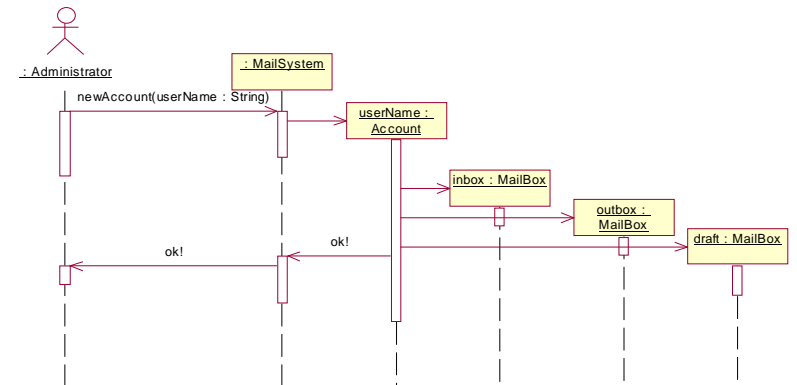 : Administrator
: MailSystem
newAccount(userName : String)
userName :
Account
inbox : MailBox
outbox :
MailBox
draft : MailBox
ok!
ok!